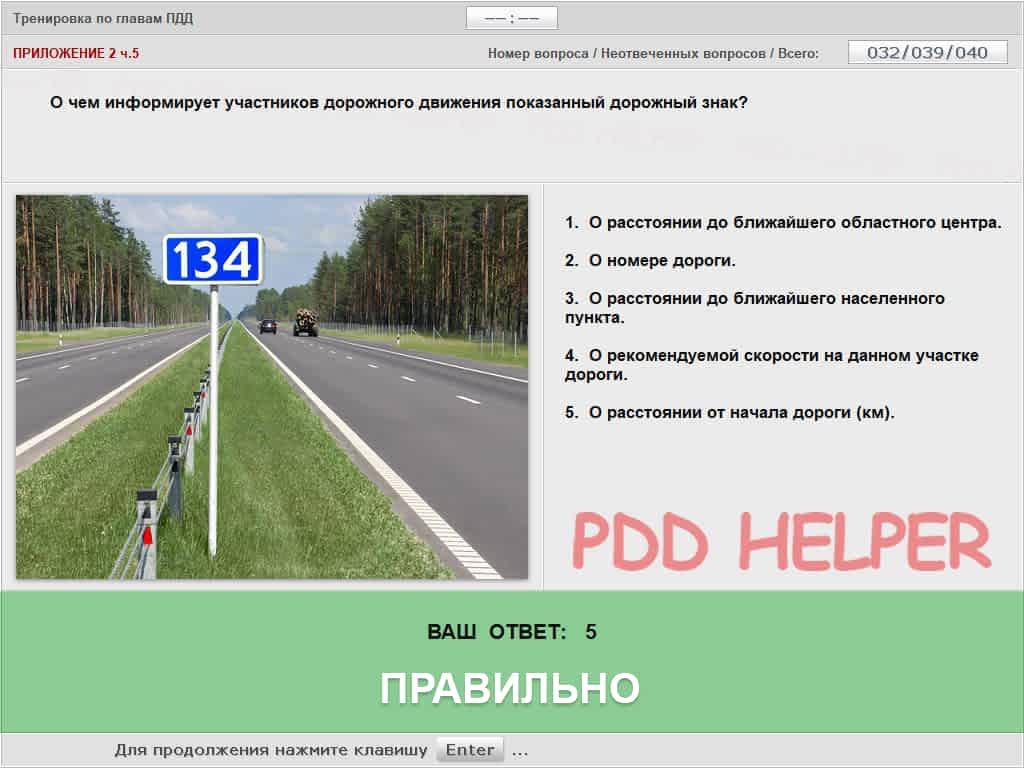 Тренировка по главам ПДД
——:——
ПРИЛОЖЕНИЕ 2 ч.5
Номер вопроса / Неотвеченных вопросов / Всего:
032/039/040
О чем информирует участников дорожного движения показанный дорожный знак?
134
1. О расстоянии до ближайшего областного центра.
2. О номере дороги.
3. О расстоянии до ближайшего населенного
пункта.
4. О рекомендуемой скорости на данном участке
дороги.
5. О расстоянии от начала дороги (км).
PDD HELPER
ВАШ ОТВЕТ: 5
ПРАВИЛЬНО
Для продолжения нажмите клавишу Enter ...